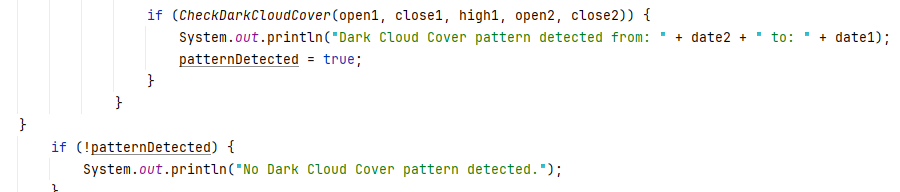 if (CheckDarkCloudCover(open1, close1, high1, open2, close2)) {
System.out.println("Dark Cloud Cover pattern detected from: " + date2 + " to: " + date1);
patternDetected = true;
}
}
}
if (!patternDetected) {
System.out.println("No Dark Cloud Cover pattern detected.");
}